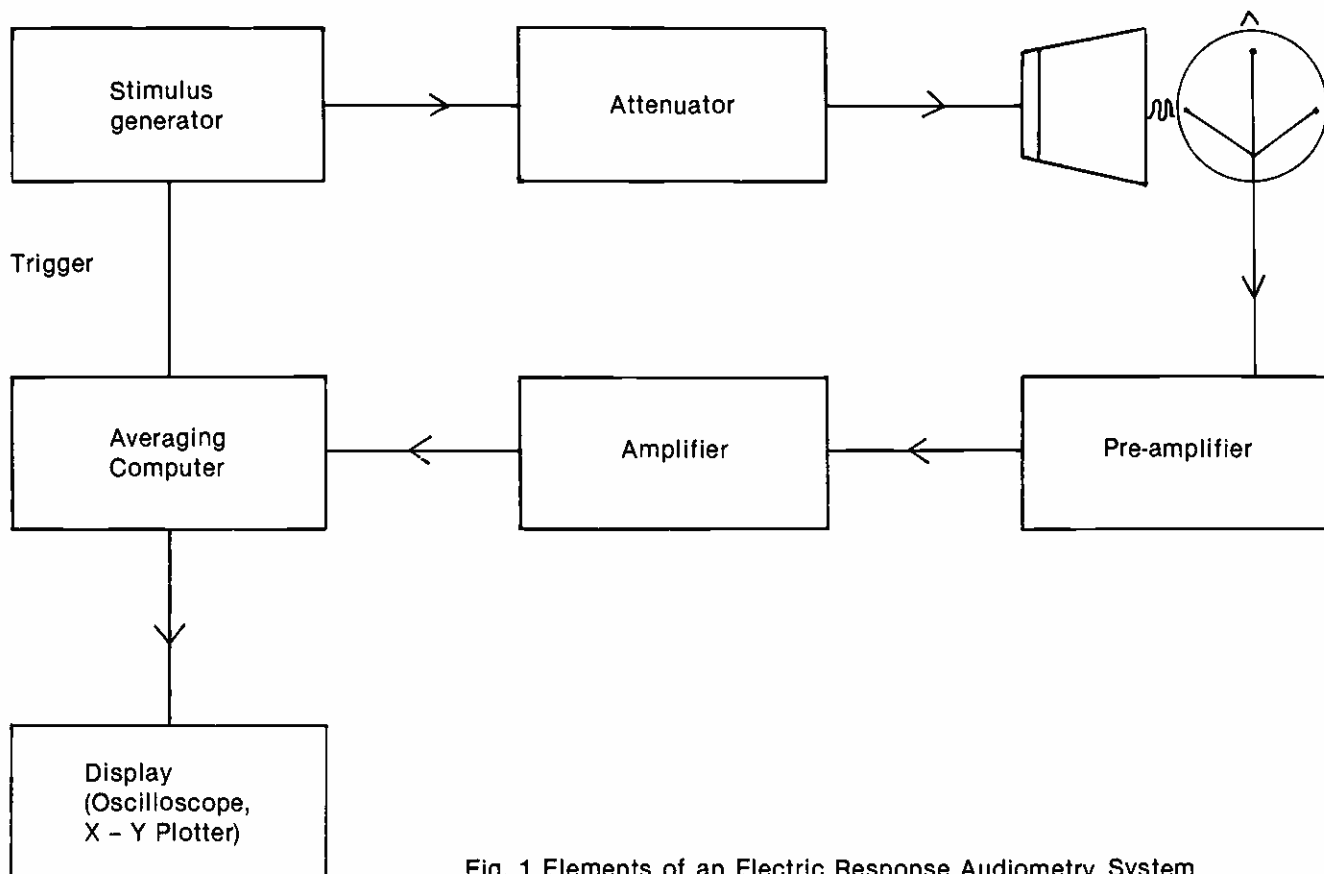 Stimulus
generator
Attenuator
Trigger
Averaging
Computer
Amplifier
Pre-amplifier
Display
(Oscilloscope,
X – Y Plotter)
Fig. 1 Elements of an Electric Response Audiometry System